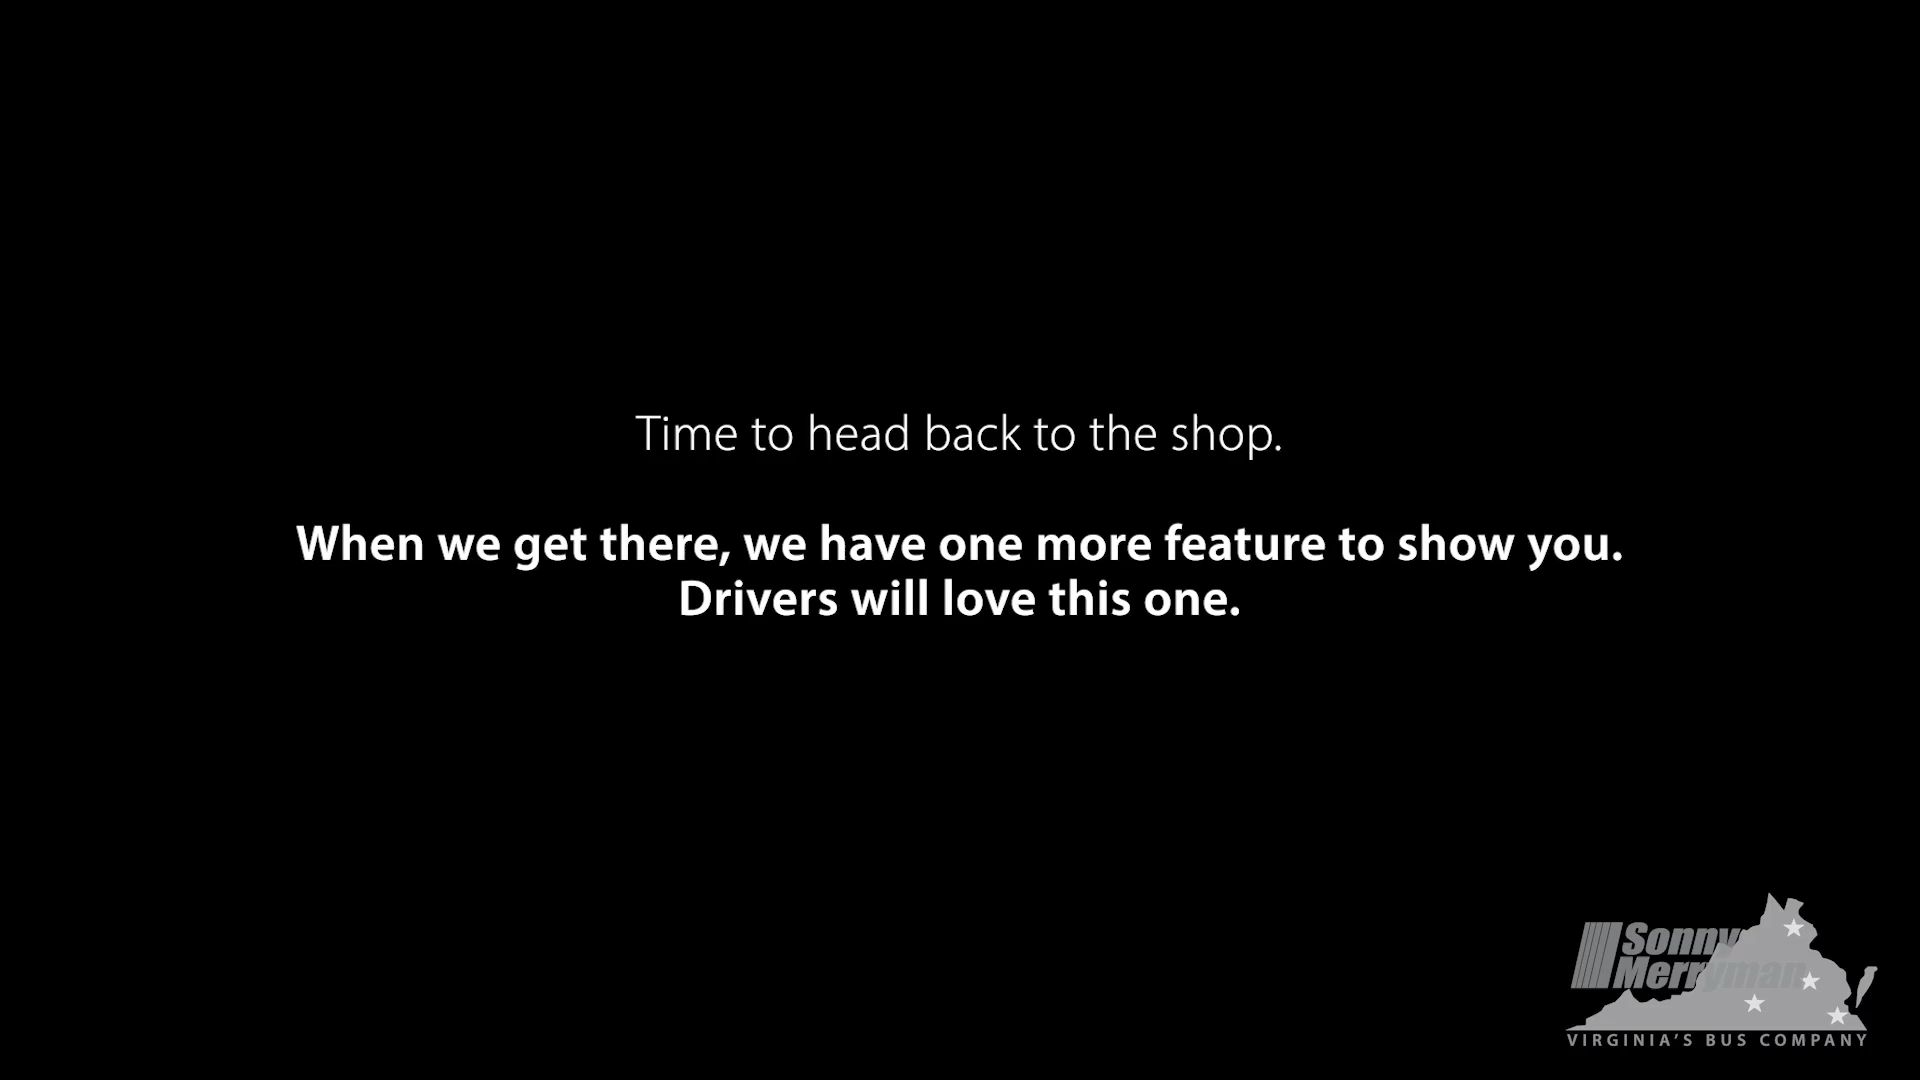 Time to head back to the shop.
When we get there, we have one more feature to show you.
Drivers will love this one.
Sonny
Merryman
VIRGINIA'S BUS COMPANY